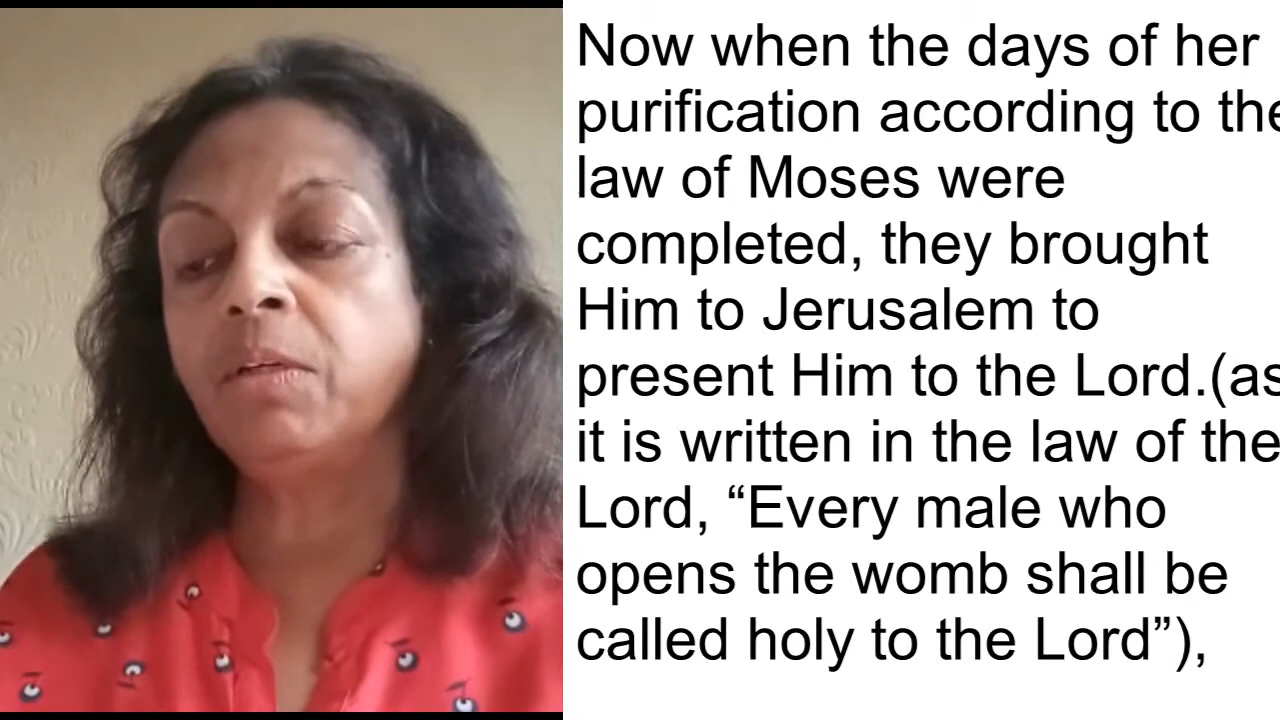 Now when the days of her
purification according to the
law of Moses were
completed, they brought
Him to Jerusalem to
present Him to the Lord.(as
it is written in the law of the
Lord, “Every male who
opens the womb shall be
called holy to the Lord”),